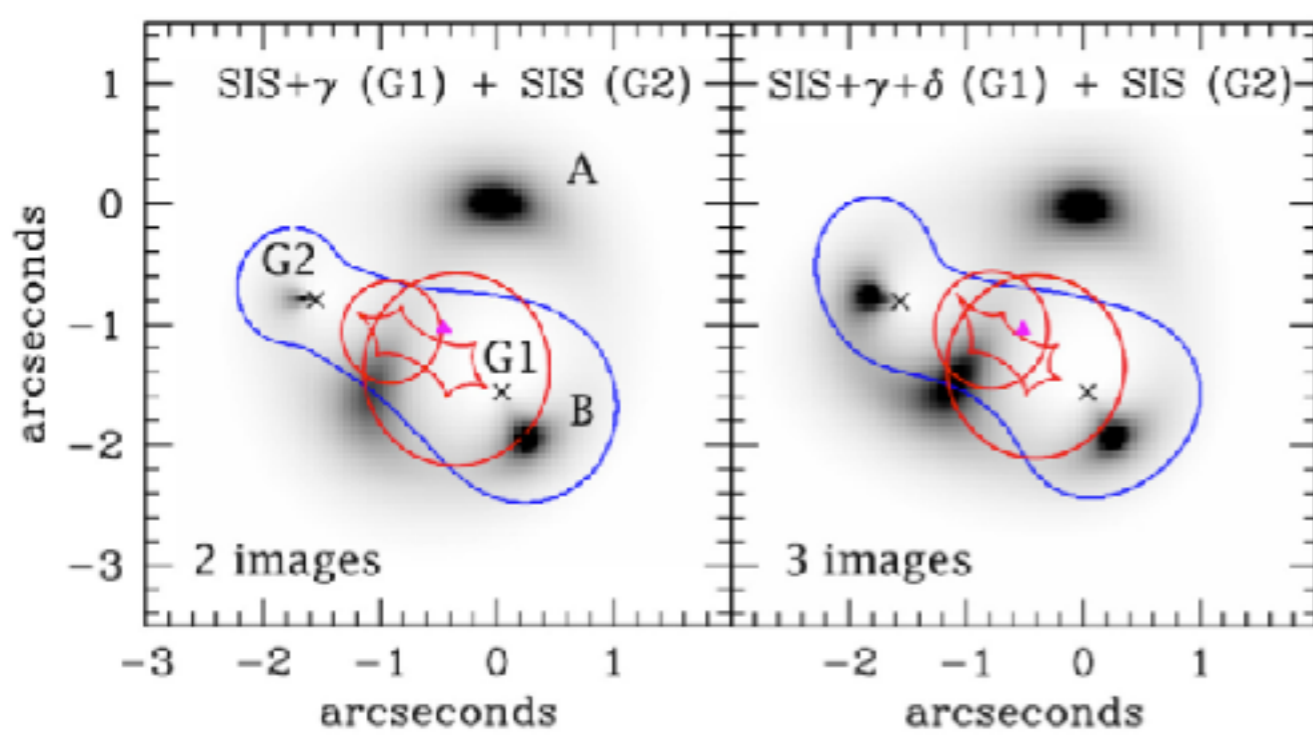 SIS+γ (G1) + SIS (G2)
SIS+γ+δ (G1) + SIS (G2)
A
G2
G1
B
2 images
3 images
1
0
−1
−2
−3
arcseconds
−3 −2 −1 0 1
−2 −1 0 1
arcseconds
arcseconds